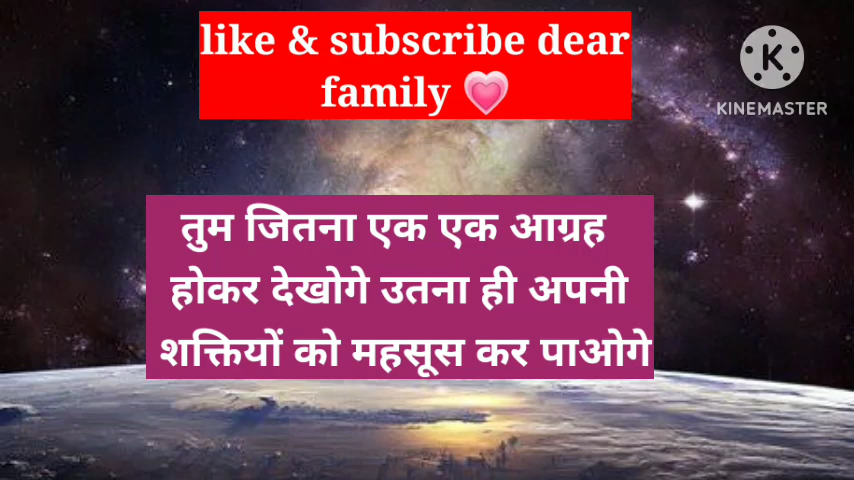 like & subscribe dear
family 💗
KINEMASTER
तुम जितना एक एक आग्रह
होकर देखोगे उतना ही अपनी
शक्तियों को महसूस कर पाओगे